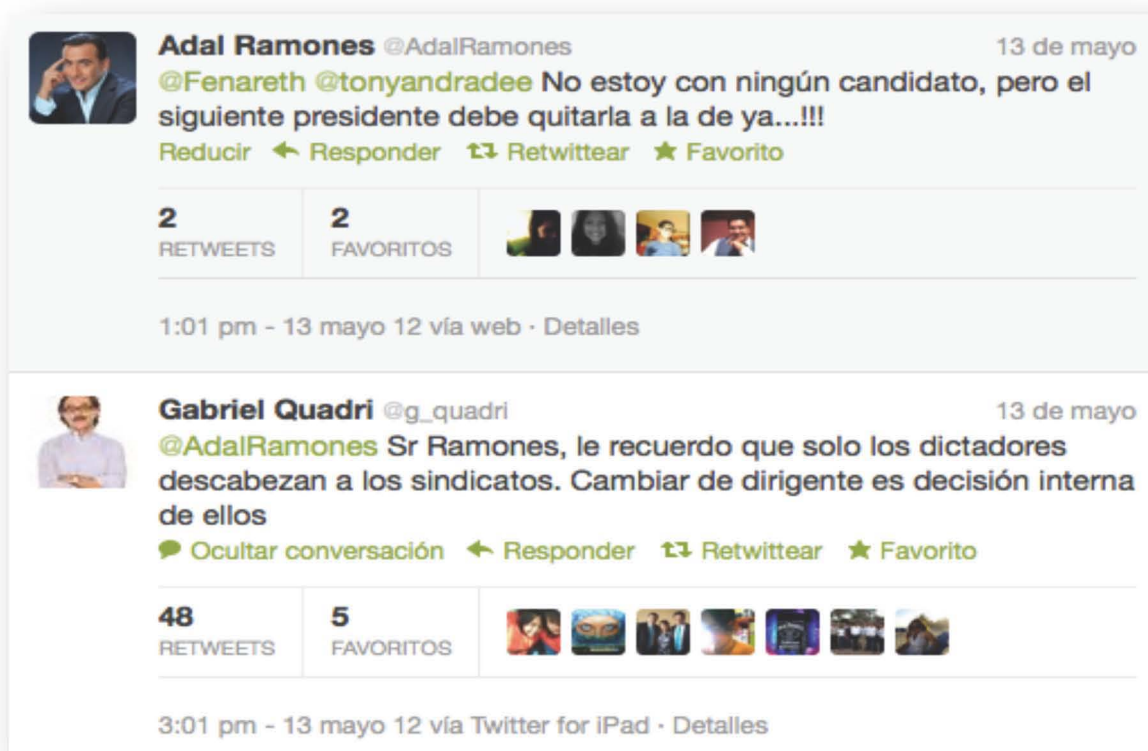 Adal Ramones @AdalRamones 13 de mayo
@Fenareth @tonyandradee No estoy con ningún candidato, pero el
siguiente presidente debe quitarla a la de ya...!!!
Reducir Responder Retwittear Favorito
2 2
RETWEETS FAVORITOS
1:01 pm - 13 mayo 12 vía web · Detalles
Gabriel Quadri @g_quadri 13 de mayo
@AdalRamones Sr Ramones, le recuerdo que solo los dictadores
descabezan a los sindicatos. Cambiar de dirigente es decisión interna
de ellos
Ocultar conversación Responder Retwittear Favorito
48 5
RETWEETS FAVORITOS
3:01 pm - 13 mayo 12 vía Twitter for iPad · Detalles